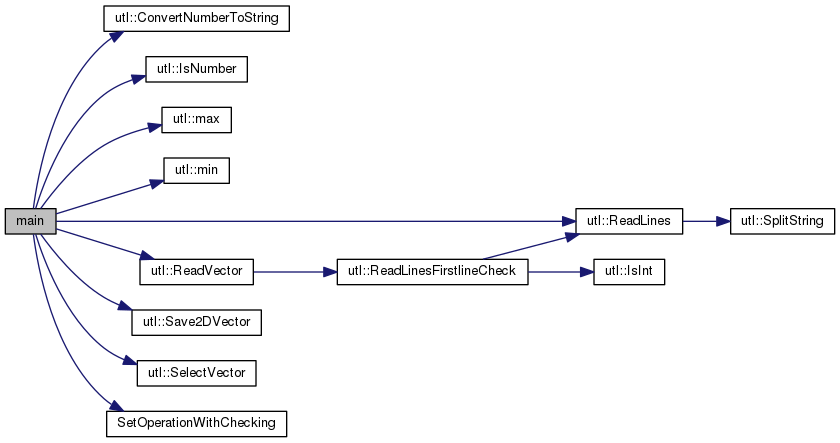 utl::ConvertNumberToString
utl::IsNumber
utl::max
utl::min
main
utl::ReadLines
utl::SplitString
utl::ReadVector
utl::ReadLinesFirstlineCheck
utl::IsInt
utl::Save2DVector
utl::SelectVector
SetOperationWithChecking